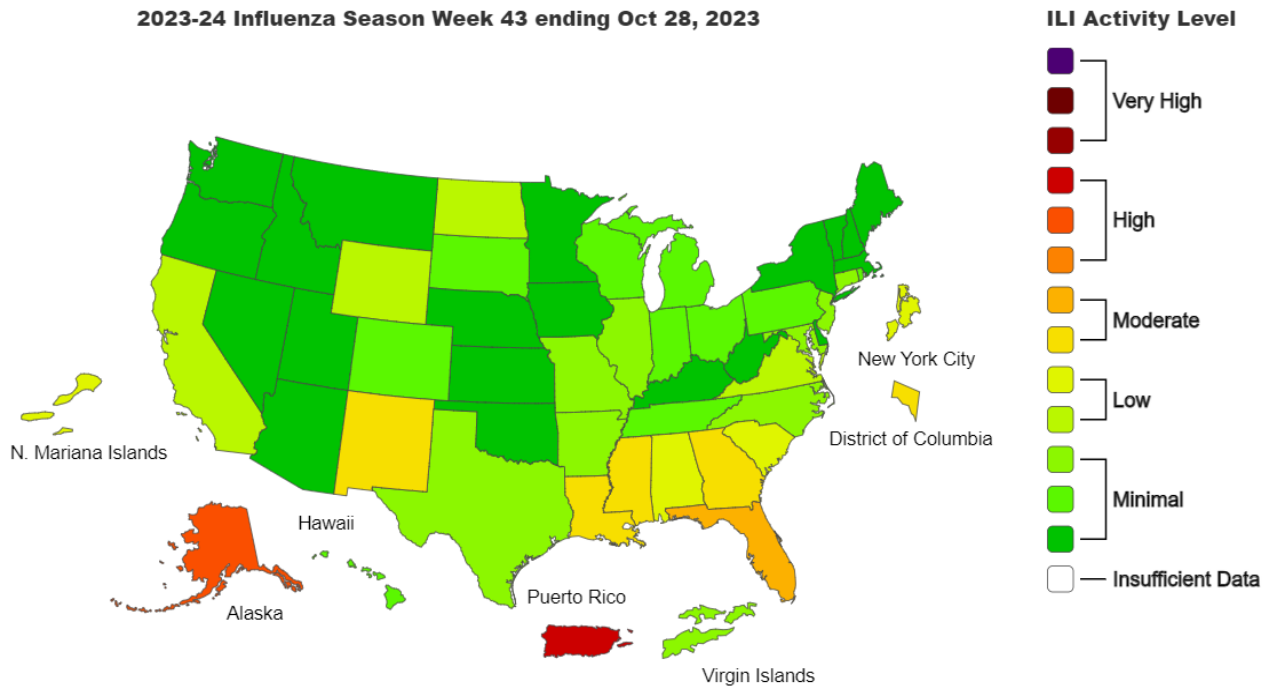 2023-24 Influenza Season Week 43 ending Oct 28, 2023
ILI Activity Level
Very High
High
Moderate
Low
Minimal
Insufficient Data
New York City
District of Columbia
N. Mariana Islands
Hawaii
Alaska
Puerto Rico
Virgin Islands